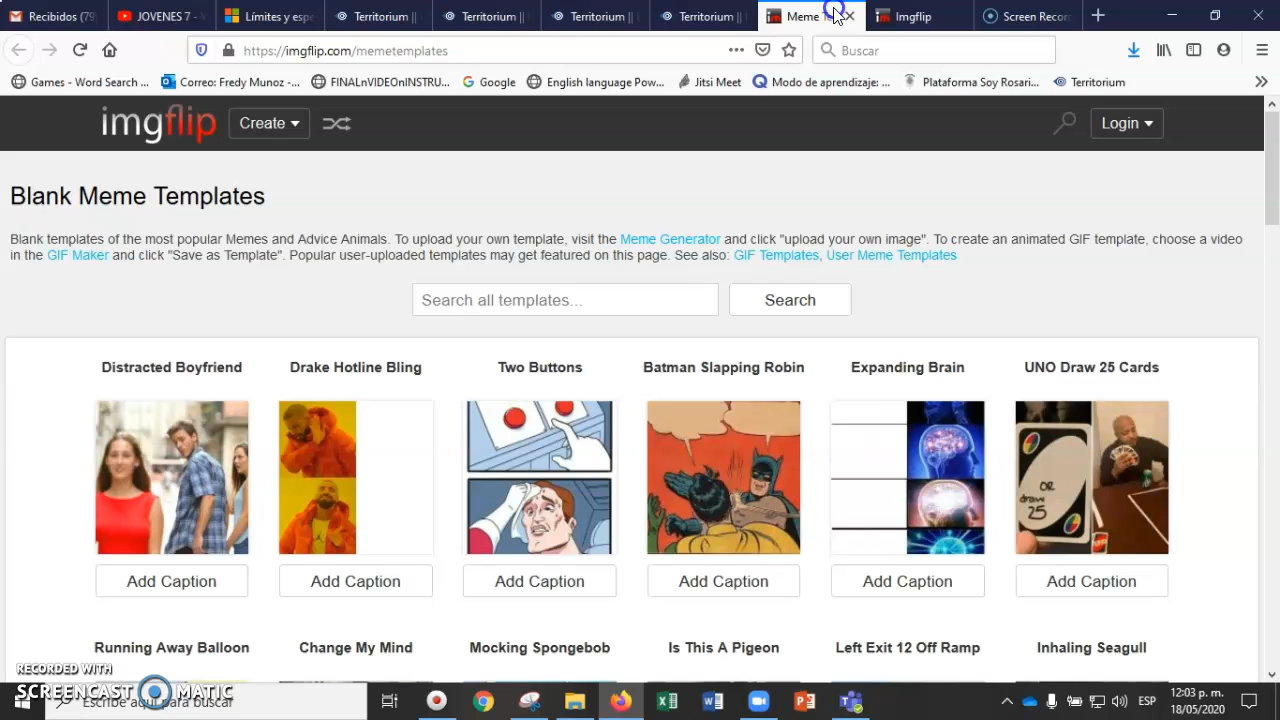 Recibidos (79
JOVENES 7 -
Límites y espe
Territorium ||
Territorium ||
Territorium ||
Territorium ||
Meme Te
Imgflip
Screen Recor
https://imgflip.com/memetemplates
Buscar
Games - Word Search ...
Correo: Fredy Munoz -...
FINALnVIDEOnINSTRU...
Google
English language Pow...
Jitsi Meet
Modo de aprendizaje: ...
Plataforma Soy Rosari...
Territorium
imgflip
Create
Login
Blank Meme Templates
Blank templates of the most popular Memes and Advice Animals. To upload your own template, visit the Meme Generator and click "upload your own image". To create an animated GIF template, choose a video
in the GIF Maker and click "Save as Template". Popular user-uploaded templates may get featured on this page. See also: GIF Templates, User Meme Templates
Search all templates...
Search
Distracted Boyfriend
Drake Hotline Bling
Two Buttons
Batman Slapping Robin
Expanding Brain
UNO Draw 25 Cards
OR
draw
25
Add Caption
Add Caption
Add Caption
Add Caption
Add Caption
Add Caption
Running Away Balloon
Change My Mind
Mocking Spongebob
Is This A Pigeon
Left Exit 12 Off Ramp
Inhaling Seagull
RECORDED WITH
SCREENCAST MATIC
Escribe aquí para buscar
ESP
12:03 p. m.
18/05/2020